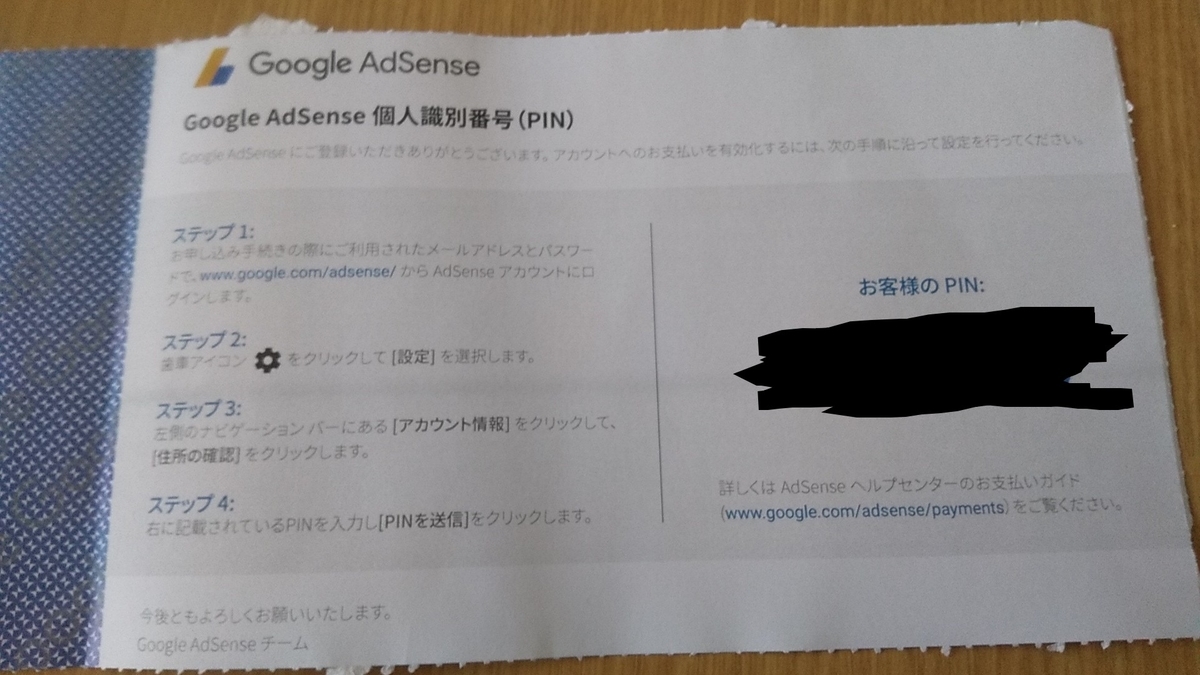 Google AdSense
Google AdSense 個人識別番号(PIN)
Google AdSense にご登録いただきありがとうございます。アカウントへのお支払いを有効化するには、次の手順に沿って設定を行ってください。
ステップ 1:
お申し込み手続きの際にご利用されたメールアドレスとパスワー
ドで、www.google.com/adsense/ から AdSense アカウントにロ
グインします。
ステップ 2:
歯車アイコン をクリックして [設定] を選択します。
ステップ 3:
左側のナビゲーション バーにある [アカウント情報] をクリックして、
[住所の確認] をクリックします。
ステップ 4:
右に記載されているPINを入力し[PINを送信]をクリックします。
お客様の PIN:
詳しくは AdSense ヘルプセンターのお支払いガイド
(www.google.com/adsense/payments)をご覧ください。
今後ともよろしくお願いいたします。
Google AdSense チーム